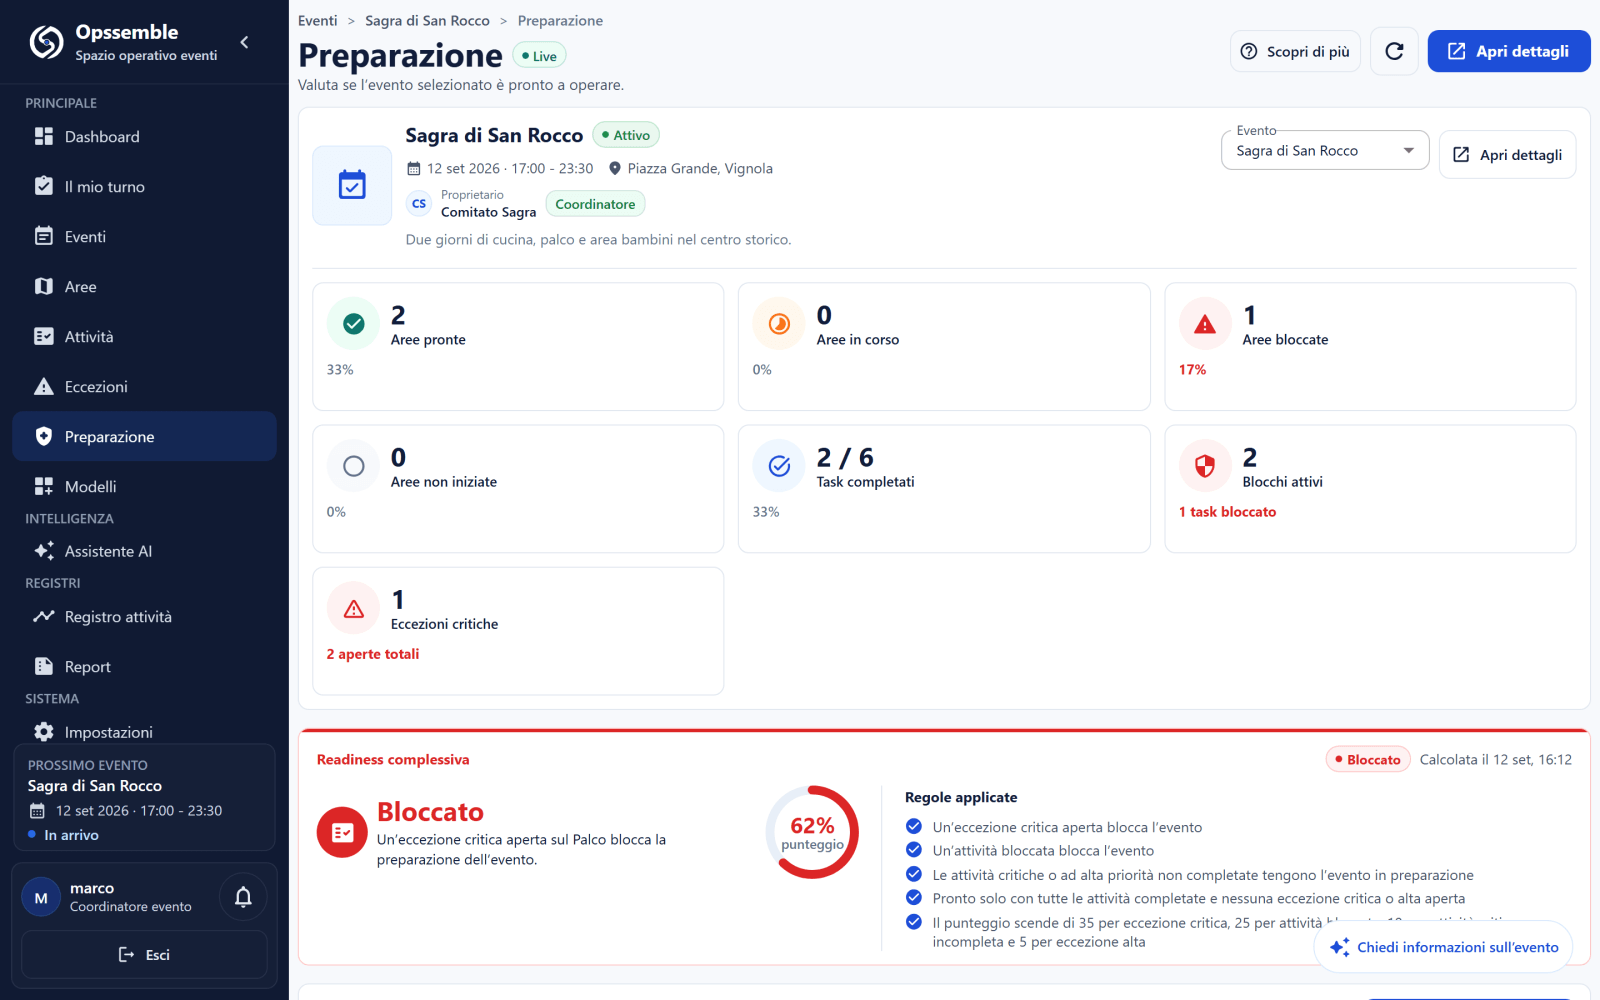 Opssemble
Spazio operativo eventi
PRINCIPALE
Dashboard
Il mio turno
Eventi
Aree
Attività
Eccezioni
Preparazione
Modelli
INTELLIGENZA
Assistente AI
REGISTRI
Registro attività
Report
SISTEMA
Impostazioni
PROSSIMO EVENTO
Sagra di San Rocco
12 set 2026 · 17:00 - 23:30
In arrivo
M
marco
Coordinatore evento
Esci
Eventi > Sagra di San Rocco > Preparazione
Preparazione
Live
Valuta se l'evento selezionato è pronto a operare.
Scopri di più
Apri dettagli
Sagra di San Rocco
Attivo
12 set 2026 · 17:00 - 23:30
Piazza Grande, Vignola
CS
Proprietario
Comitato Sagra
Coordinatore
Due giorni di cucina, palco e area bambini nel centro storico.
Evento
Sagra di San Rocco
Apri dettagli
2
Aree pronte
33%
0
Aree in corso
0%
1
Aree bloccate
17%
0
Aree non iniziate
0%
2 / 6
Task completati
33%
2
Blocchi attivi
1 task bloccato
1
Eccezioni critiche
2 aperte totali
Readiness complessiva
Bloccato
Calcolata il 12 set, 16:12
Bloccato
Un'eccezione critica aperta sul Palco blocca la
preparazione dell'evento.
62%
punteggio
Regole applicate
Un'eccezione critica aperta blocca l'evento
Un'attività bloccata blocca l'evento
Le attività critiche o ad alta priorità non completate tengono l'evento in preparazione
Pronto solo con tutte le attività completate e nessuna eccezione critica o alta aperta
Il punteggio scende di 35 per eccezione critica, 25 per attività
incompleta e 5 per eccezione alta
Chiedi informazioni sull'evento